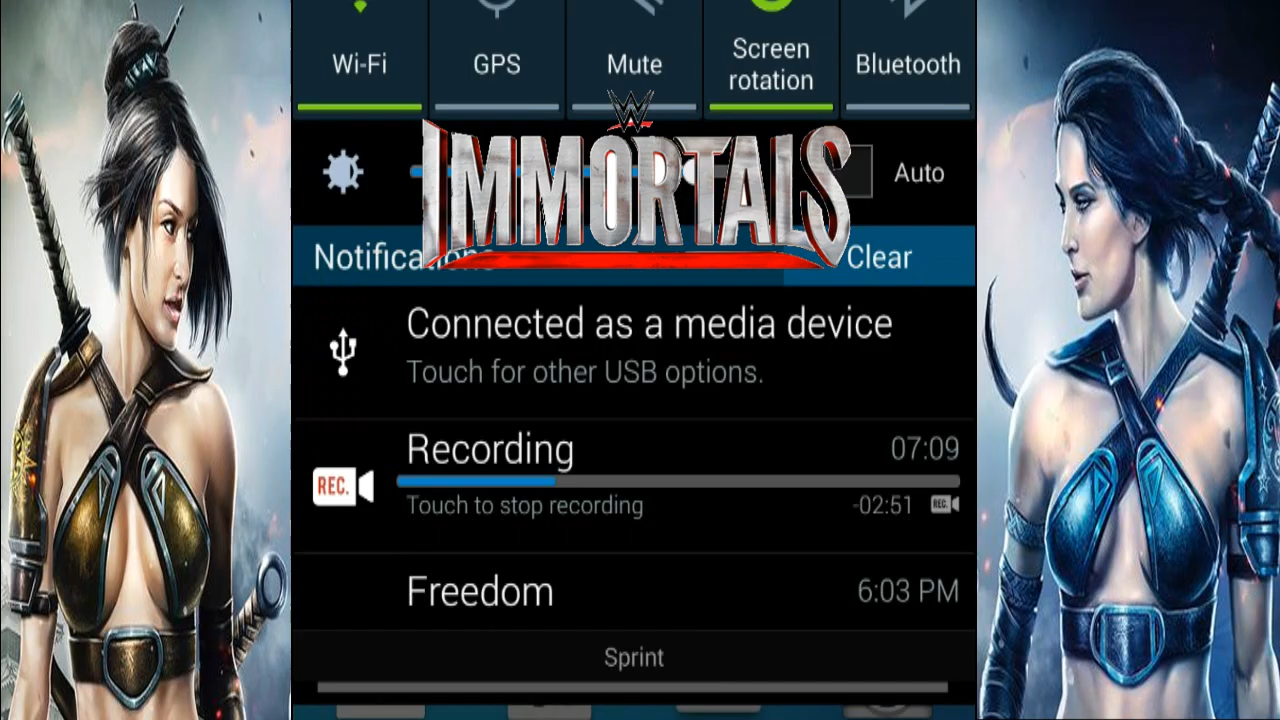 Wi-Fi
GPS
Mute
Screen
rotation
Bluetooth
W
IMMORTALS
Auto
Notifications
Clear
Connected as a media device
Touch for other USB options.
Recording
07:09
REC.
Touch to stop recording
-02:51
REC.
Freedom
6:03 PM
Sprint